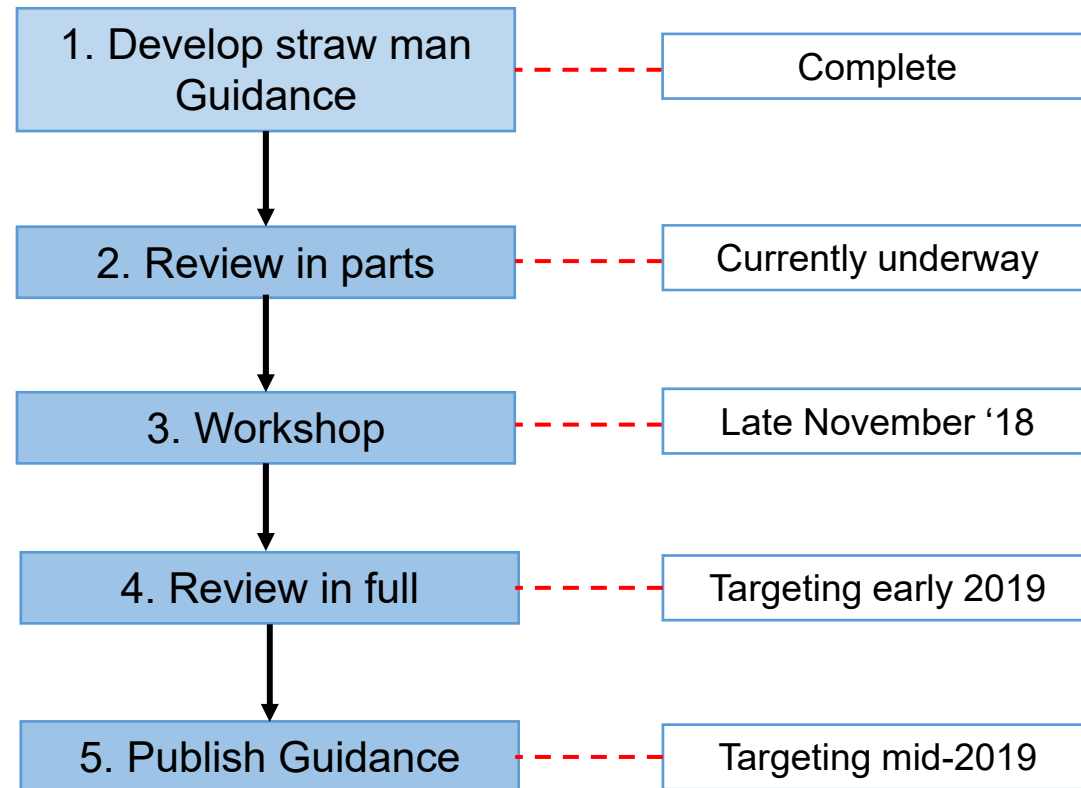 1. Develop straw man
Guidance
Complete
2. Review in parts
Currently underway
3. Workshop
Late November ‘18
4. Review in full
Targeting early 2019
5. Publish Guidance
Targeting mid-2019